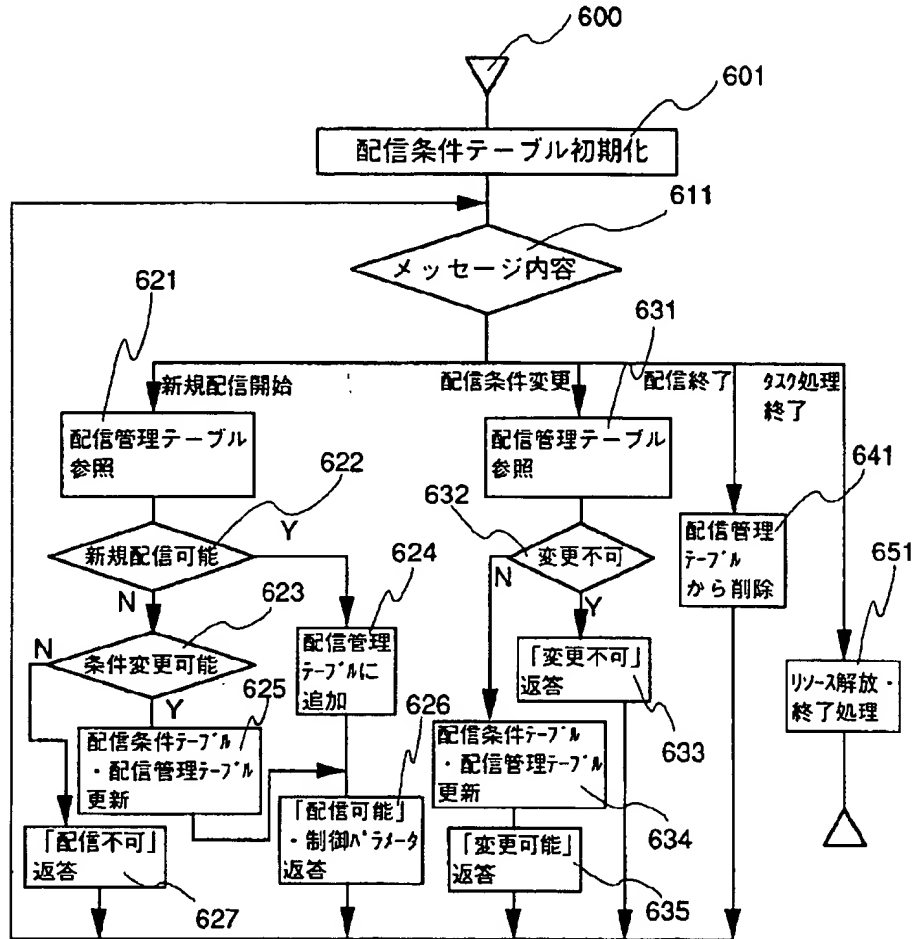 600
601
配信条件テーブル初期化
611
メッセージ内容
621
631
新規配信開始
配信条件変更
配信終了
ﾀｽｸ処理
終了
配信管理テーブル
参照
配信管理テーブル
参照
622
632
641
新規配信可能
Y
変更不可
配信管理
ﾃｰﾌﾞﾙ
から削除
651
N
N
Y
623
624
条件変更可能
N
Y
配信管理
ﾃｰﾌﾞﾙに
追加
「変更不可」
返答
633
ﾘｿｰｽ解放・
終了処理
625
626
配信条件テーブル
・配信管理ﾃｰﾌﾞﾙ
更新
配信条件テーブル
・配信管理ﾃｰﾌﾞﾙ
更新
634
「配信不可」
返答
627
「配信可能」
・制御ﾊﾟﾗﾒｰﾀ
返答
「変更可能」
返答
635